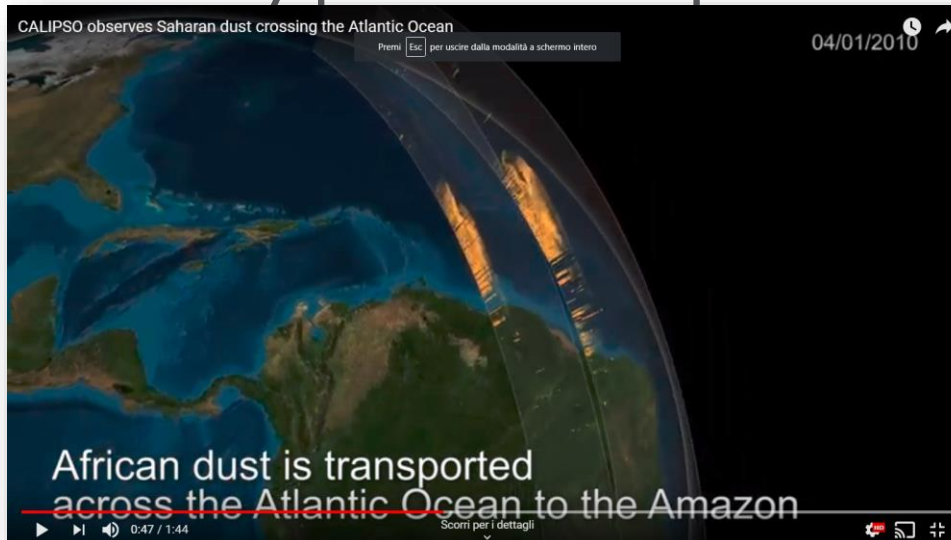 CALIPSO observes Saharan dust crossing the Atlantic Ocean
Premi Esc per uscire dalla modalità a schermo intero
04/01/2010
African dust is transported
across the Atlantic Ocean to the Amazon
0:47 / 1:44
Scorri per i dettagli
HD